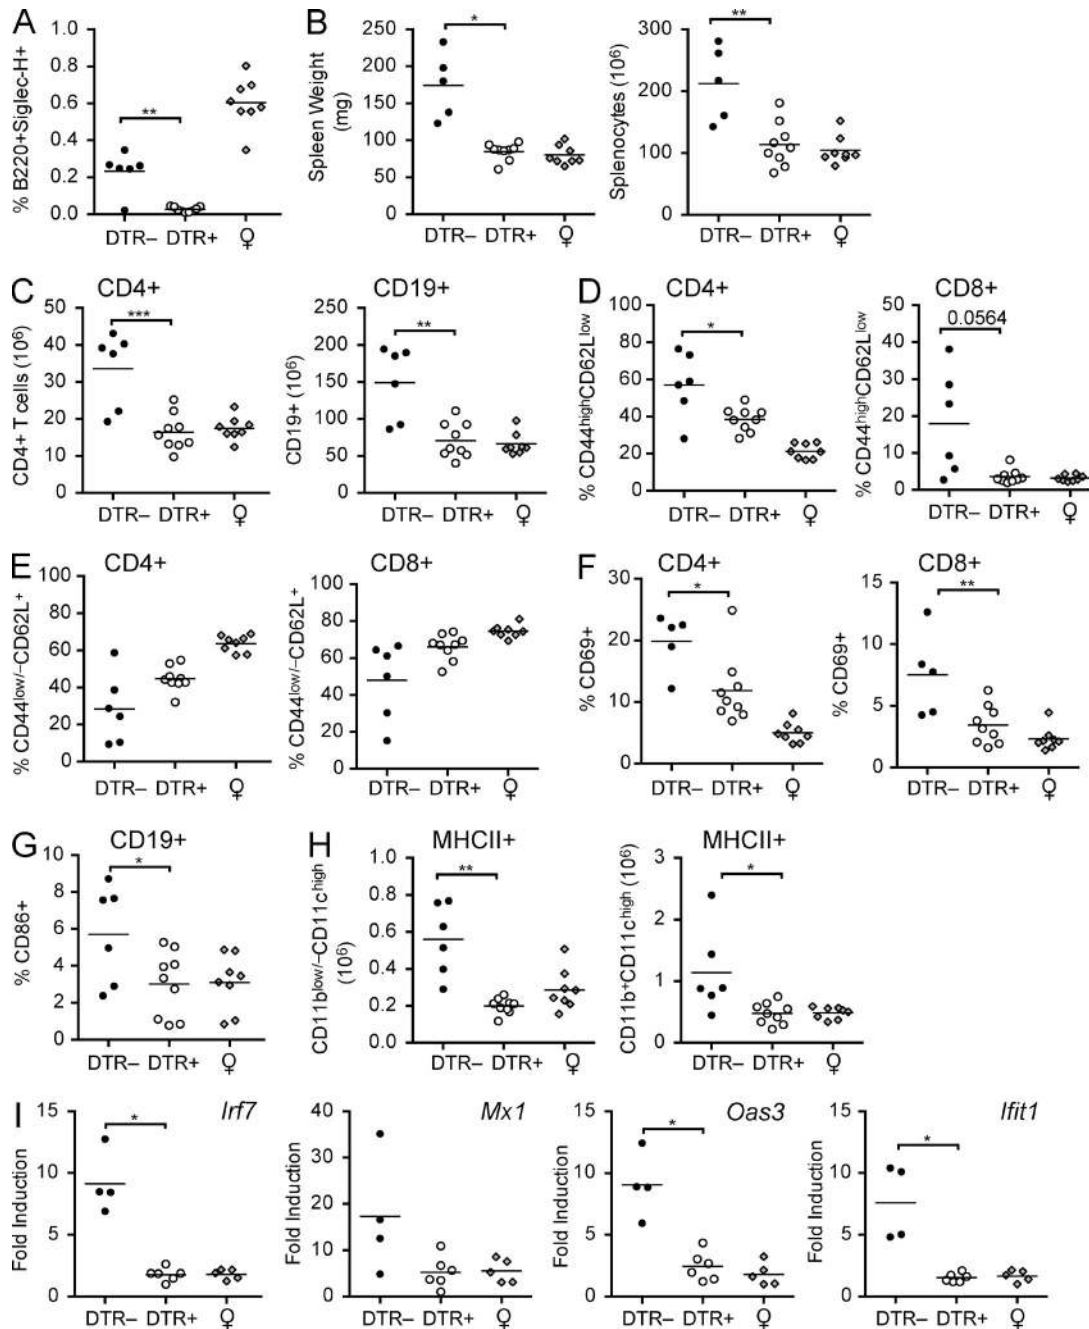 A
% B220+Siglec-H+
1.0
0.8
0.6
0.4
0.2
0.0
**
DTR– DTR+ ♀
B
Spleen Weight
(mg)
250
200
150
100
50
0
*
DTR– DTR+ ♀
Splenocytes (10⁶)
300
200
100
0
**
DTR– DTR+ ♀
C
CD4+
CD4+ T cells (10⁶)
50
40
30
20
10
0
***
DTR– DTR+ ♀
CD19+
CD19+ (10⁶)
250
200
150
100
50
0
**
DTR– DTR+ ♀
D
CD4+
% CD44ʰⁱᵍʰCD62Lˡᵒʷ
100
80
60
40
20
0
*
DTR– DTR+ ♀
CD8+
% CD44ʰⁱᵍʰCD62Lˡᵒʷ
50
40
30
20
10
0
0.0564
DTR– DTR+ ♀
E
CD4+
% CD44ˡᵒʷ/⁻CD62L⁺
100
80
60
40
20
0
DTR– DTR+ ♀
CD8+
% CD44ˡᵒʷ/⁻CD62L⁺
100
80
60
40
20
0
DTR– DTR+ ♀
F
CD4+
% CD69+
30
20
10
0
*
DTR– DTR+ ♀
CD8+
% CD69+
15
10
5
0
**
DTR– DTR+ ♀
G
CD19+
% CD86+
10
8
6
4
2
0
*
DTR– DTR+ ♀
H
MHCII+
CD11bˡᵒʷ/⁻CD11cʰⁱᵍʰ
(10⁶)
1.0
0.8
0.6
0.4
0.2
0.0
**
DTR– DTR+ ♀
MHCII+
CD11b⁺CD11cʰⁱᵍʰ (10⁶)
3
2
1
0
*
DTR– DTR+ ♀
I
Irf7
Fold Induction
15
10
5
0
*
DTR– DTR+ ♀
Mx1
Fold Induction
40
30
20
10
0
DTR– DTR+ ♀
Oas3
Fold Induction
15
10
5
0
*
DTR– DTR+ ♀
Ifit1
Fold Induction
15
10
5
0
*
DTR– DTR+ ♀